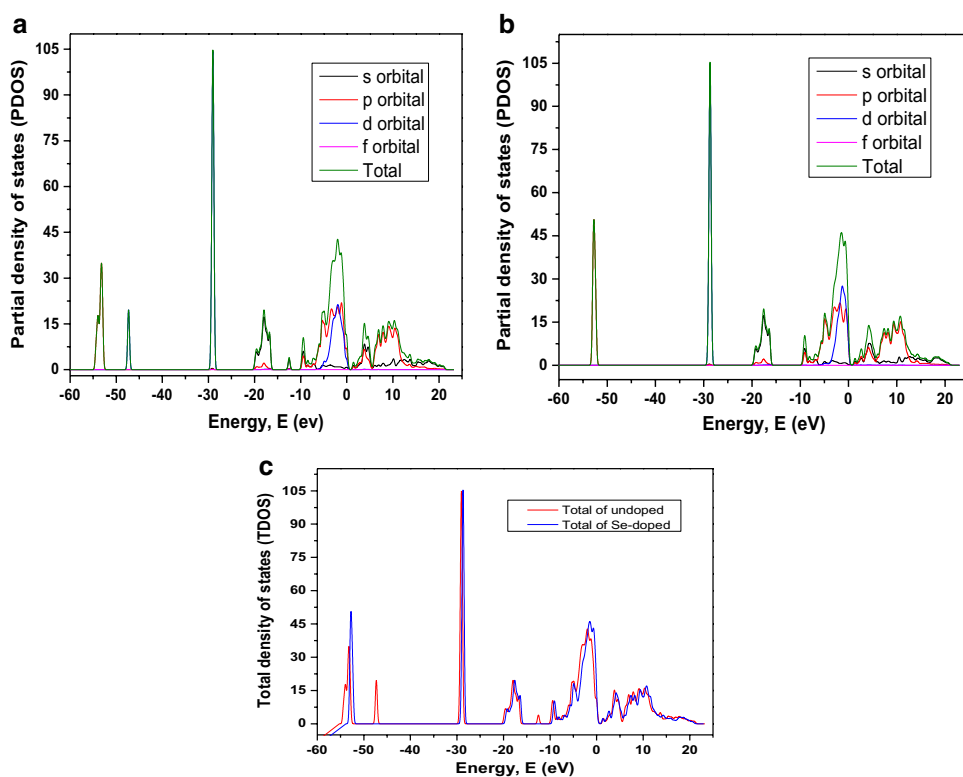 a
Partial density of states (PDOS)
105
90
75
60
45
30
15
0
-60 -50 -40 -30 -20 -10 0 10 20
Energy, E (ev)
s orbital
p orbital
d orbital
f orbital
Total
b
Partial density of states (PDOS)
105
90
75
60
45
30
15
0
-60 -50 -40 -30 -20 -10 0 10 20
Energy, E (eV)
s orbital
p orbital
d orbital
f orbital
Total
c
Total density of states (TDOS)
105
90
75
60
45
30
15
0
-60 -50 -40 -30 -20 -10 0 10 20
Energy, E (eV)
Total of undoped
Total of Se-doped